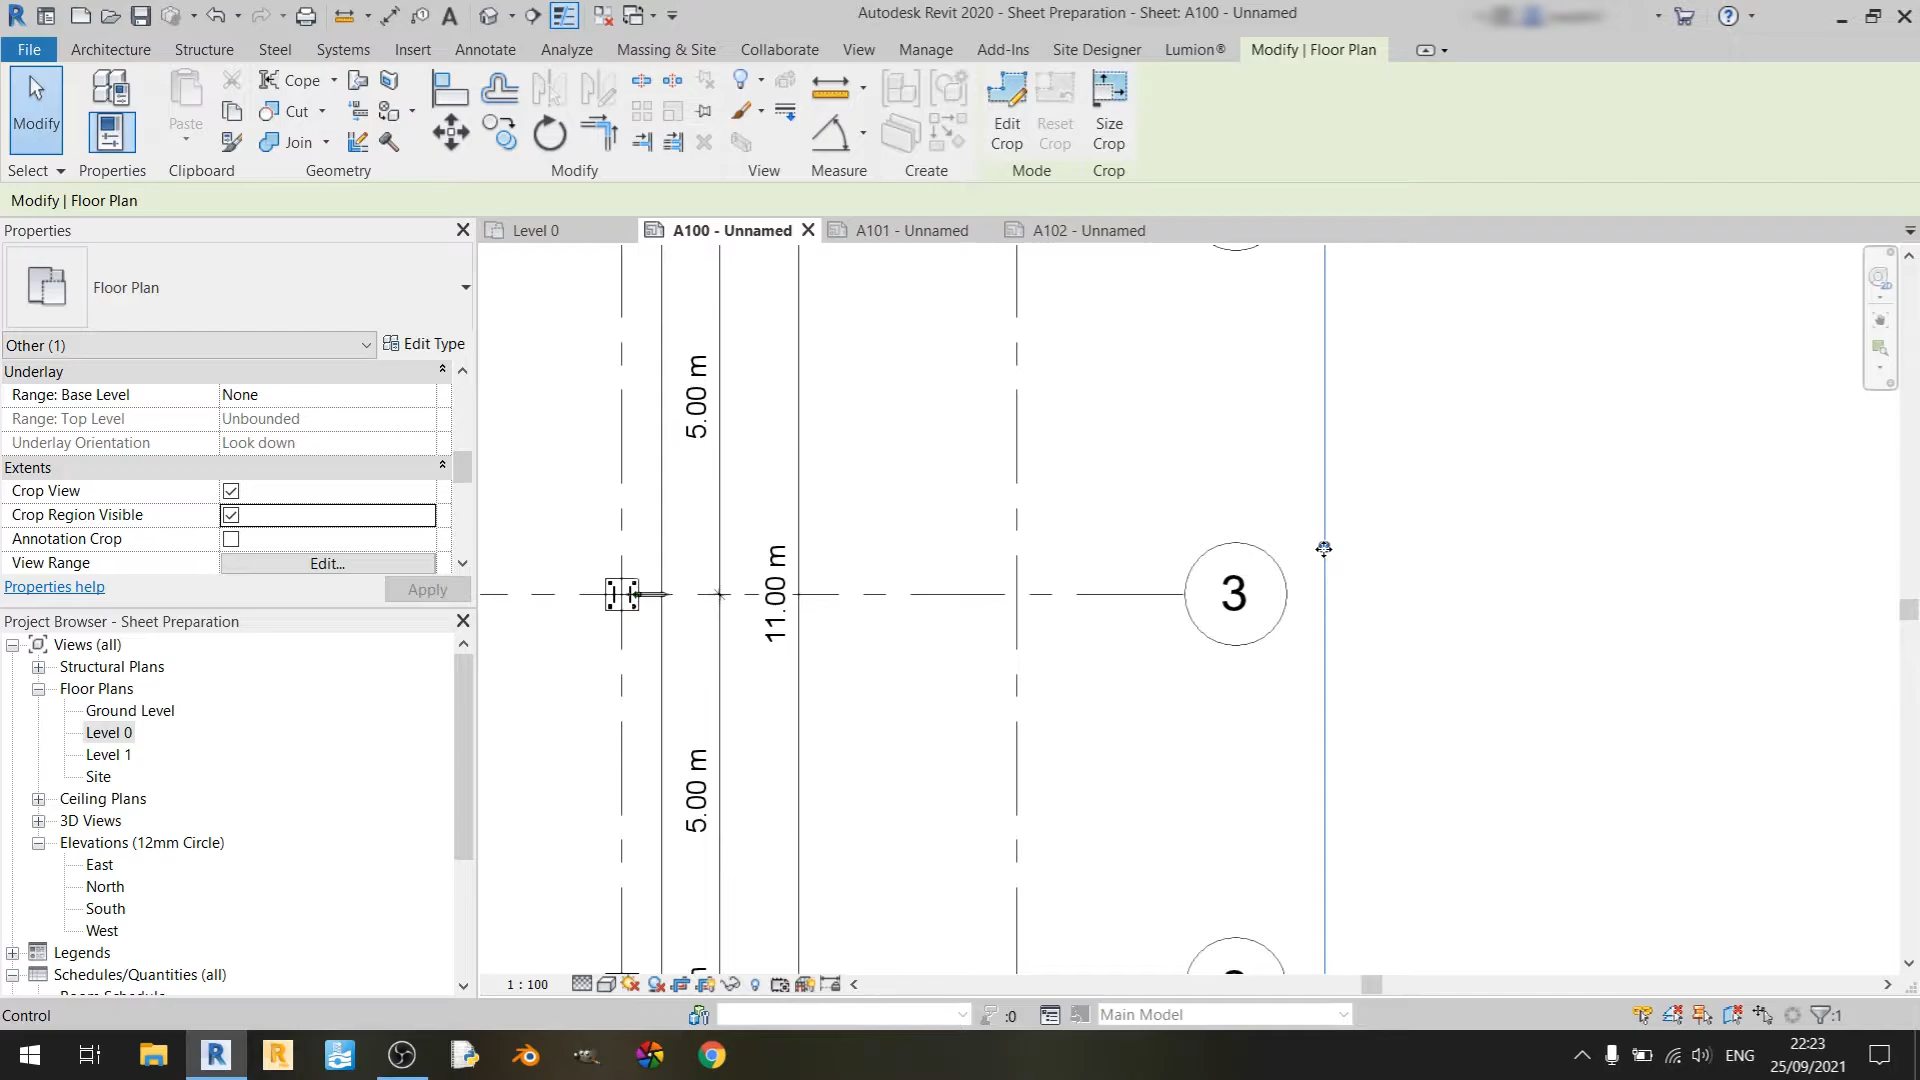 Autodesk Revit 2020 - Sheet Preparation - Sheet: A100 - Unnamed
File Architecture Structure Steel Systems Insert Annotate Analyze Massing & Site Collaborate View Manage Add-Ins Site Designer Lumion® Modify | Floor Plan
Modify Paste Cope Cut Join Edit Crop Reset Crop Size Crop
Select Properties Clipboard Geometry Modify View Measure Create Mode Crop
Modify | Floor Plan
Properties
Level 0 A100 - Unnamed A101 - Unnamed A102 - Unnamed
Floor Plan
Other (1) Edit Type
Underlay
Range: Base Level None
Range: Top Level Unbounded
Underlay Orientation Look down
Extents
Crop View
Crop Region Visible
Annotation Crop
View Range Edit...
Properties help Apply
Project Browser - Sheet Preparation
Views (all)
Structural Plans
Floor Plans
Ground Level
Level 0
Level 1
Site
Ceiling Plans
3D Views
Elevations (12mm Circle)
East
North
South
West
Legends
Schedules/Quantities (all)
5.00 m
11.00 m
3
5.00 m
1 : 100
Control :0 Main Model :1
ENG 22:23
25/09/2021